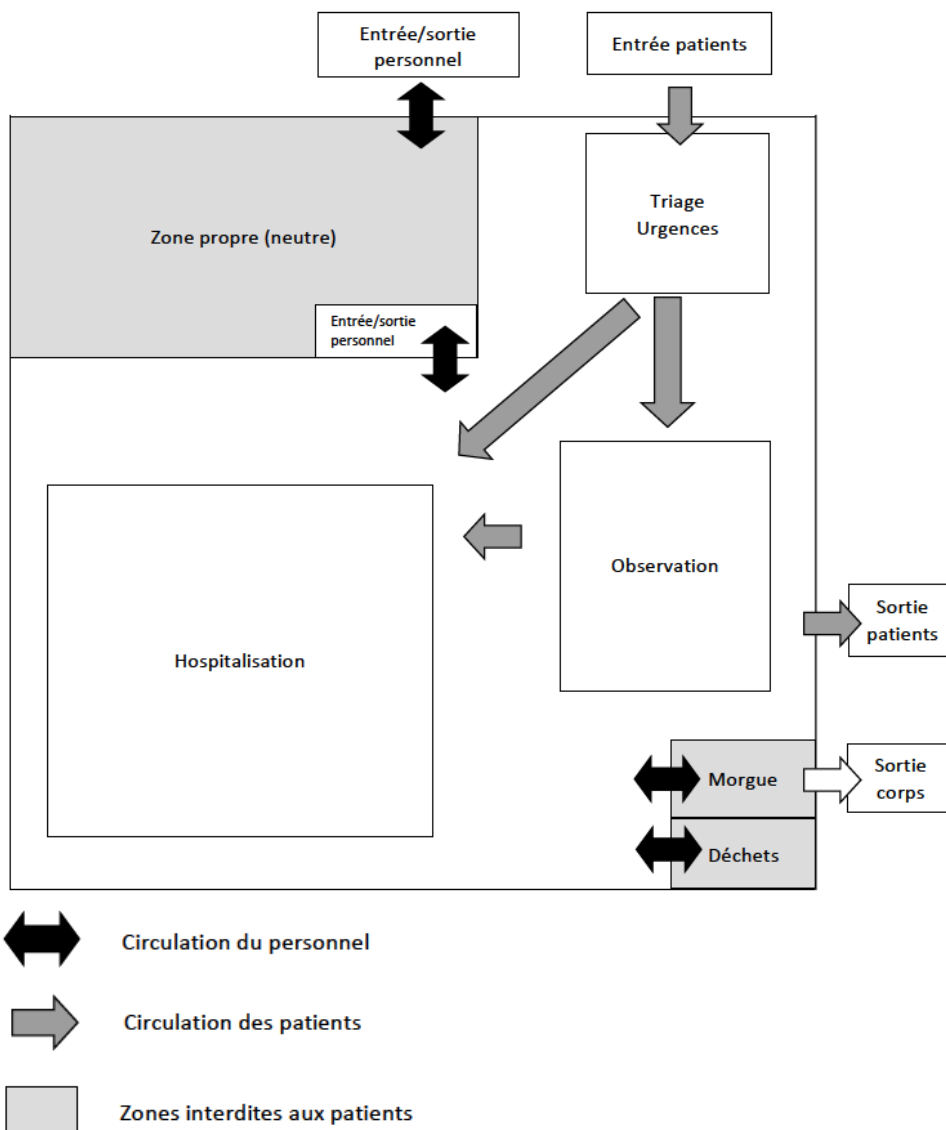 Entrée/sortie
personnel
Entrée patients
Triage
Urgences
Zone propre (neutre)
Entrée/sortie
personnel
Observation
Sortie
patients
Hospitalisation
Morgue
Sortie
corps
Déchets
Circulation du personnel
Circulation des patients
Zones interdites aux patients